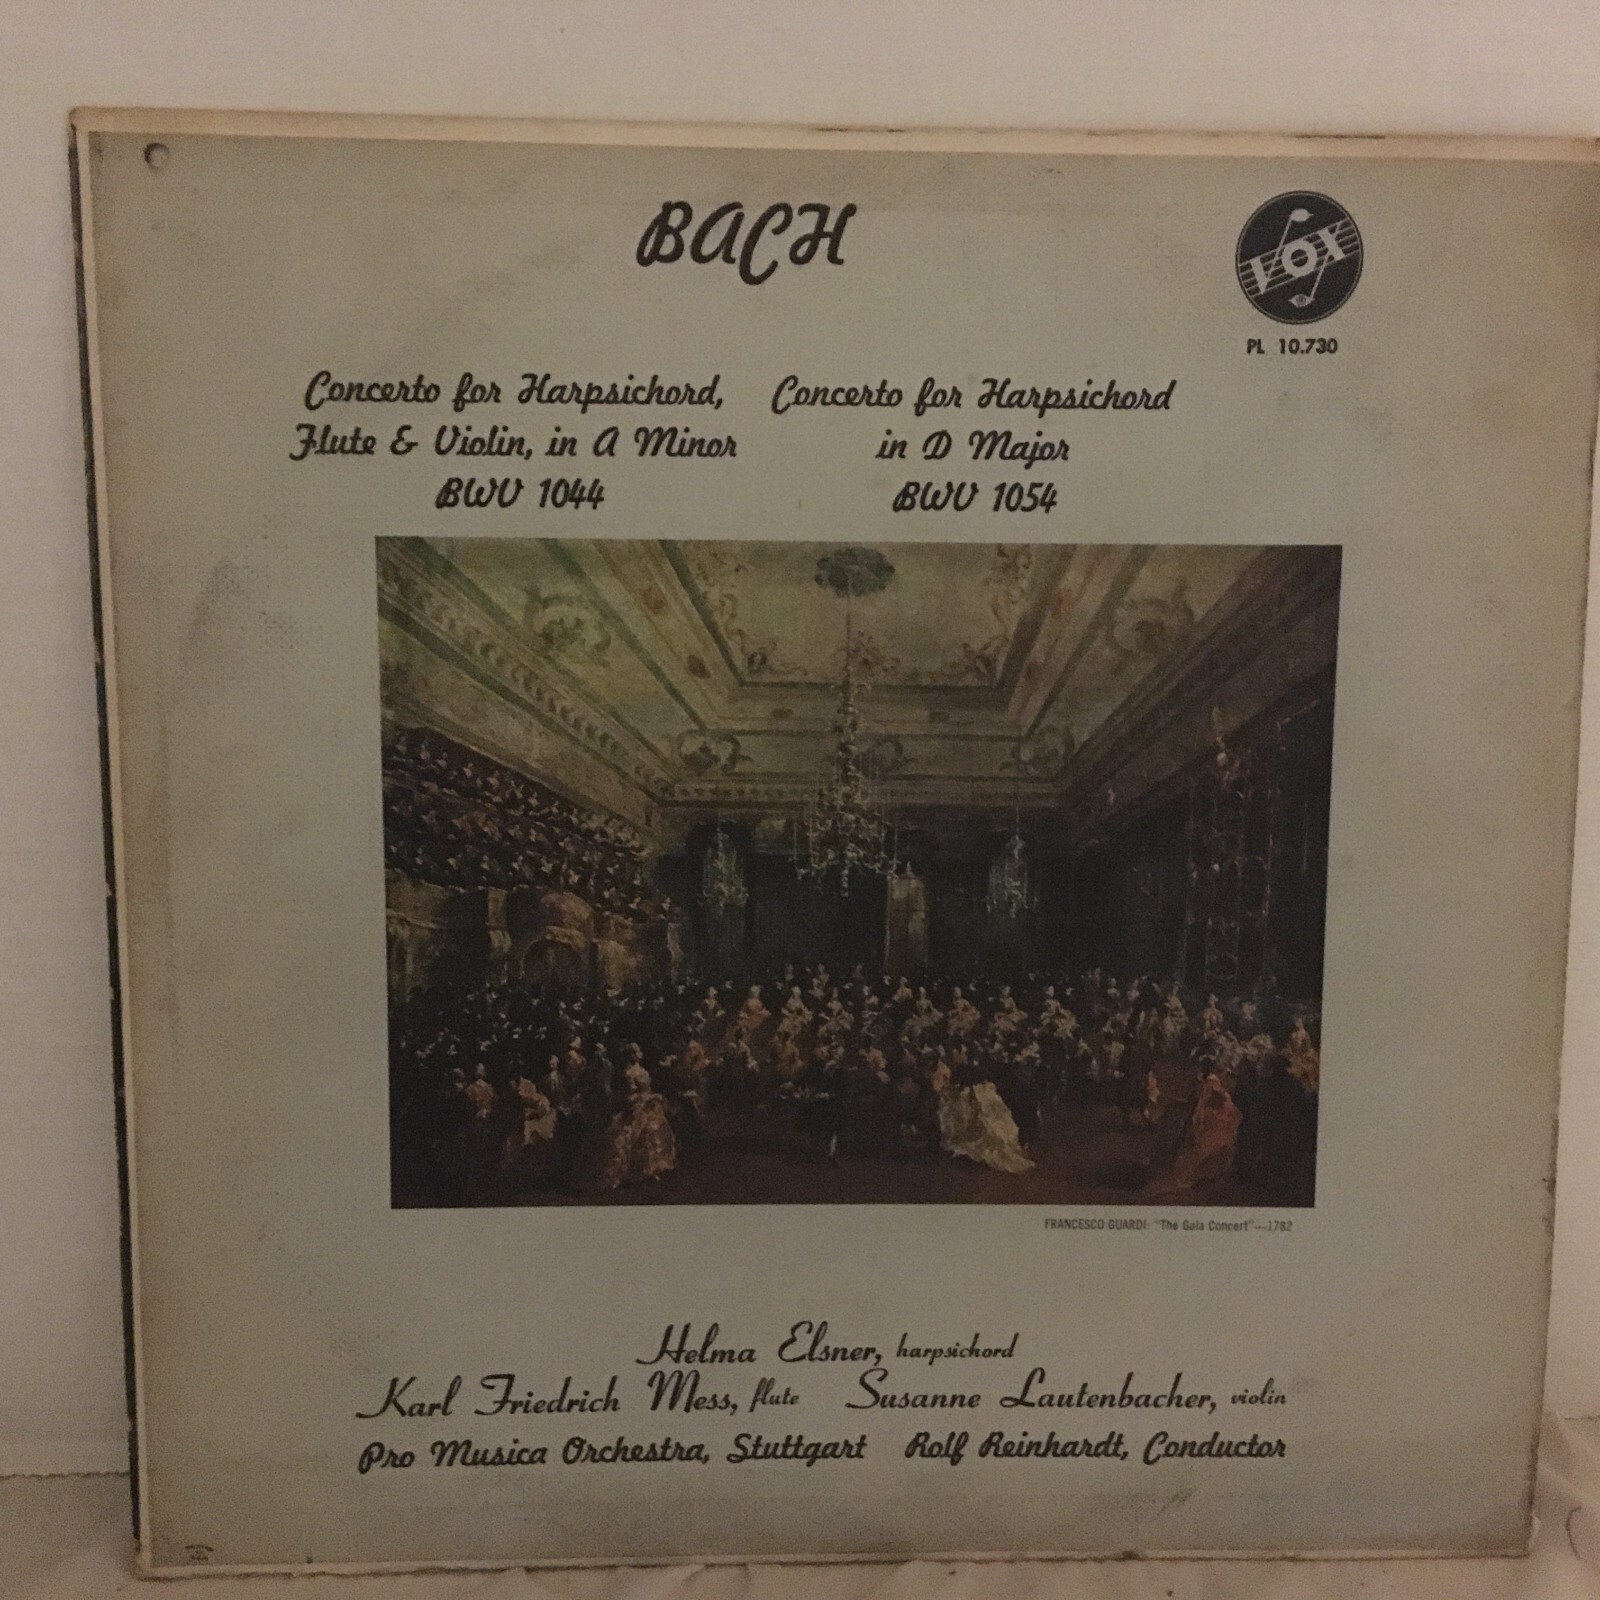 BACH
VOX
PL 10.730
Concerto for Harpsichord,
Flute & Violin, in A Minor
BWV 1044
Concerto for Harpsichord
in D Major
BWV 1054
FRANCESCO GUARDI: "The Gala Concert"—1782
Helma Elsner, harpsichord
Karl Friedrich Mess, flute Susanne Lautenbacher, violin
Pro Musica Orchestra, Stuttgart Rolf Reinhardt, Conductor